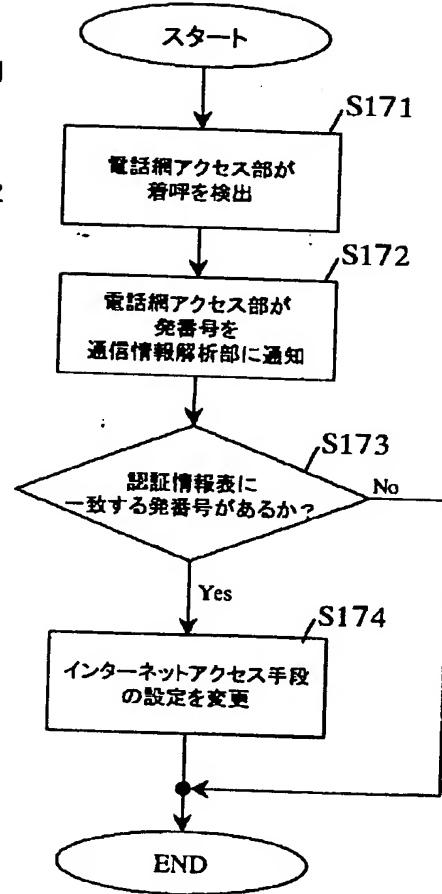 スタート
S171
電話網アクセス部が
着呼を検出
S172
電話網アクセス部が
発番号を
通信情報解析部に通知
S173
認証情報表に
一致する発番号があるか?
No
Yes
S174
インターネットアクセス手段
の設定を変更
END